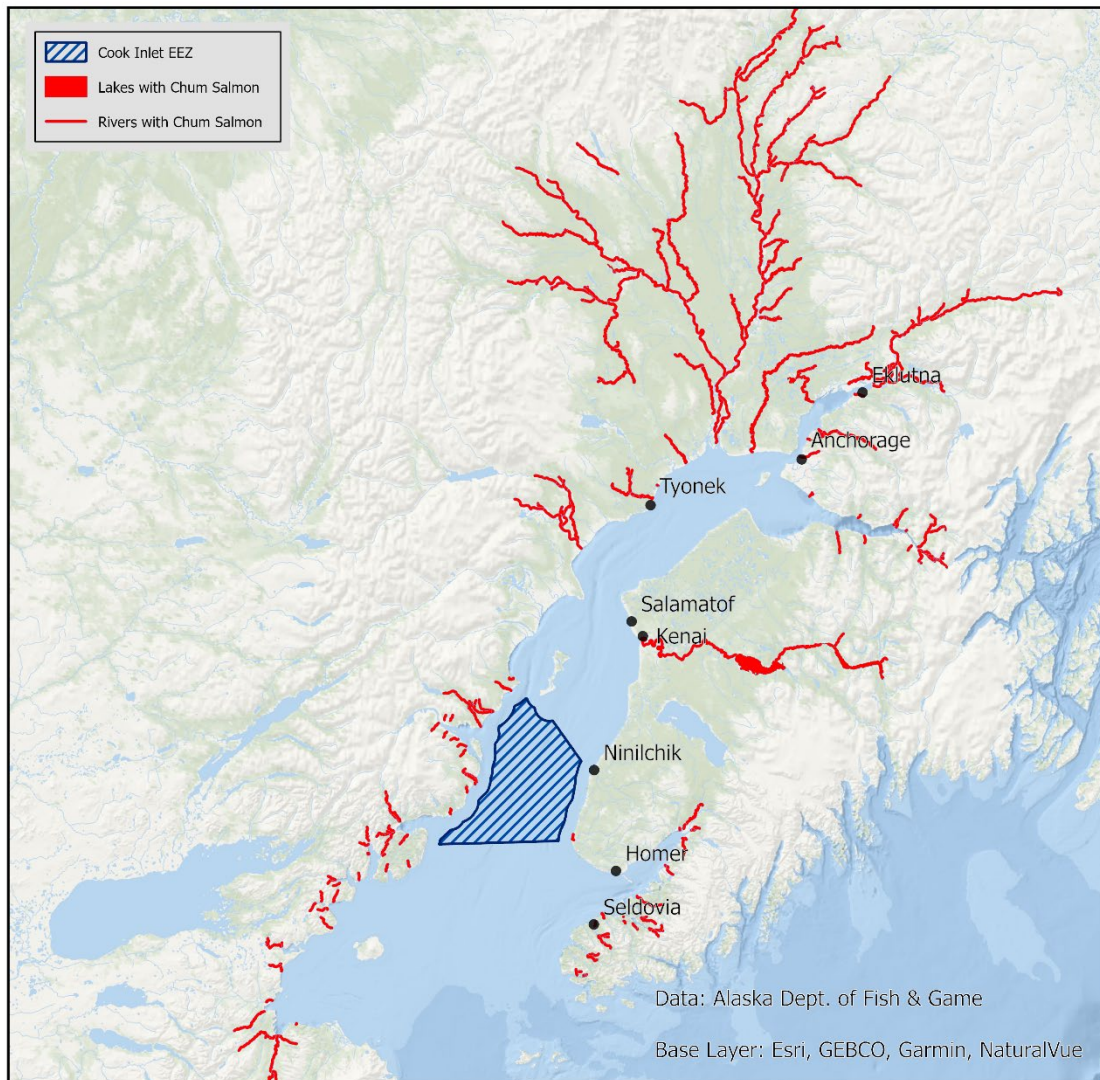 Cook Inlet EEZ
Lakes with Chum Salmon
Rivers with Chum Salmon
Eklutna
Anchorage
Tyonek
Salamatof
Kenai
Ninilchik
Homer
Seldovia
Data: Alaska Dept. of Fish & Game
Base Layer: Esri, GEBCO, Garmin, NaturalVue